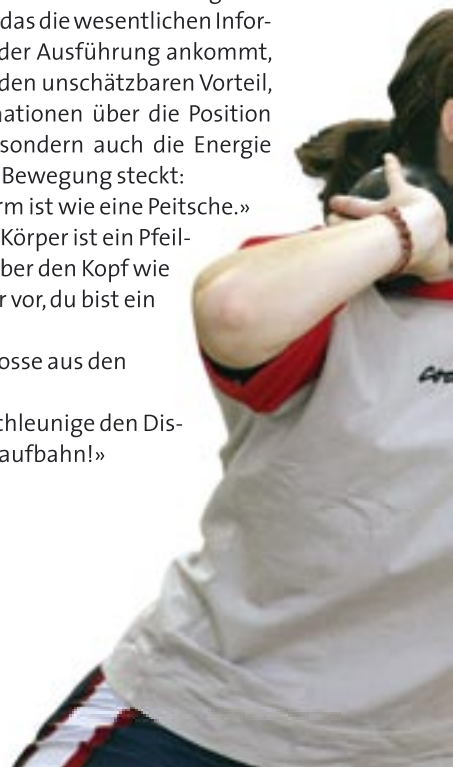 das die wesentlichen Infor-
der Ausführung ankommt,
den unschätzbaren Vorteil,
ationen über die Position
sondern auch die Energie
Bewegung steckt:
rm ist wie eine Peitsche.»
Körper ist ein Pfeil-
ber den Kopf wie
r vor, du bist ein
osse aus den
chleunige den Dis-
aufbahn!»